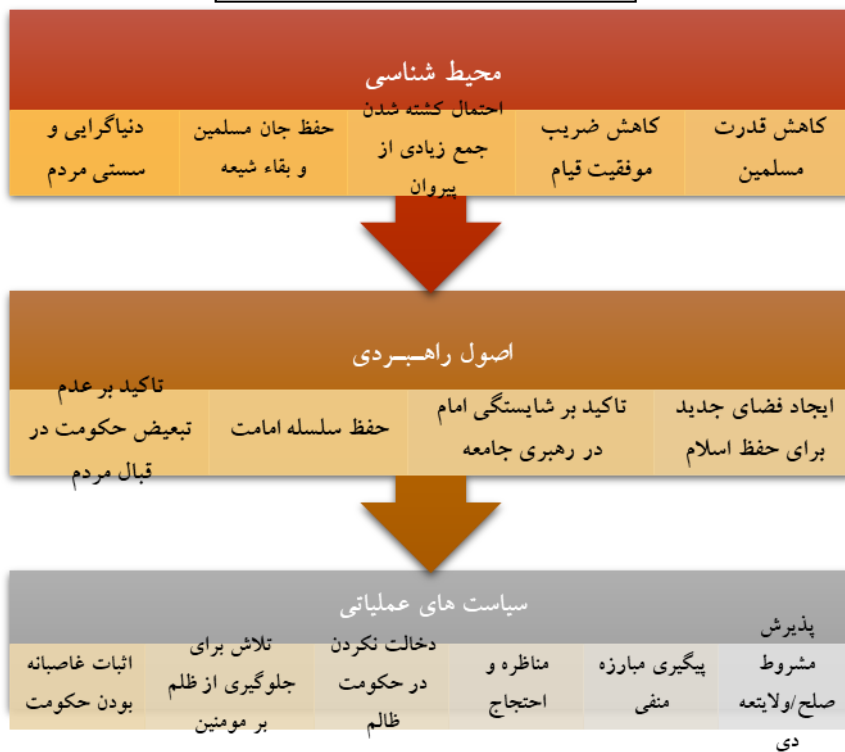 محیط شناسی
کاهش قدرت
مسلمین
کاهش ضریب
موفقیت قیام
احتمال کشته شدن
جمع زیادی از
پیروان
حفظ جان مسلمین
و بقاء شیعه
دنیاگرایی و
سستی مردم
اصول راهـبـردی
ایجاد فضای جدید
برای حفظ اسلام
تاکید بر شایستگی امام
در رهبری جامعه
حفظ سلسله امامت
تاکید بر عدم
تبعیض حکومت در
قبال مردم
سیاست های عملیاتی
پذیرش
مشروط
صلح/ولایتعه
دی
پیگیری مبارزه
منفی
مناظره و
احتجاج
دخالت نکردن
در حکومت
ظالم
تلاش برای
جلوگیری از ظلم
بر مومنین
اثبات غاصبانه
بودن حکومت